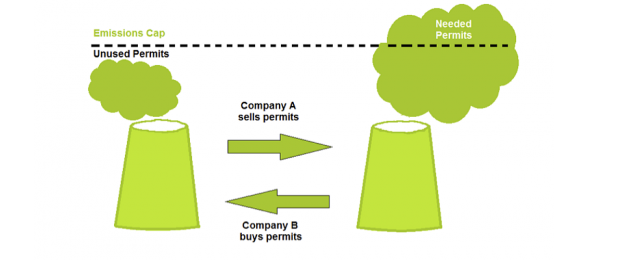 Emissions Cap
Unused Permits
Needed
Permits
Company A
sells permits
Company B
buys permits